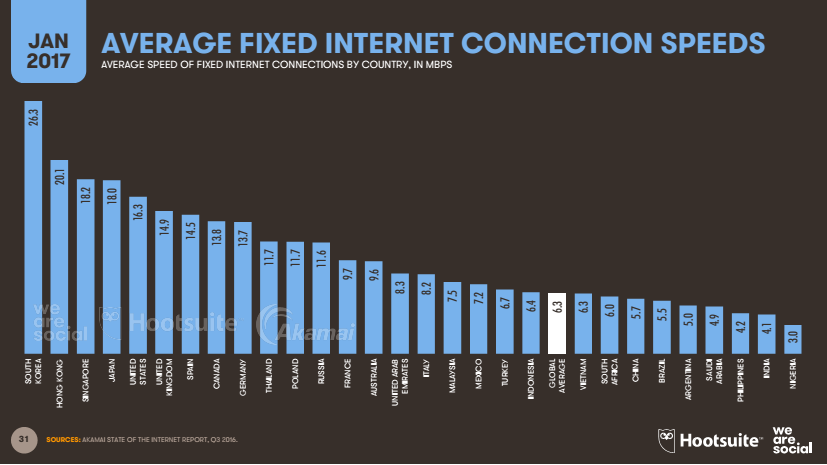 JAN
2017
AVERAGE FIXED INTERNET CONNECTION SPEEDS
AVERAGE SPEED OF FIXED INTERNET CONNECTIONS BY COUNTRY, IN MBPS
26.3
20.1
18.2
18.0
16.3
14.9
14.5
13.8
13.7
11.7
11.7
11.6
9.7
9.6
8.3
8.2
7.5
7.2
6.7
6.4
6.3
6.3
6.0
5.7
5.5
5.0
4.9
4.2
4.1
3.0
we
are
social
Hootsuite
Akamai
SOUTH
KOREA
HONG KONG
SINGAPORE
JAPAN
UNITED
STATES
UNITED
KINGDOM
SPAIN
CANADA
GERMANY
THAILAND
POLAND
RUSSIA
FRANCE
AUSTRALIA
UNITED ARAB
EMIRATES
ITALY
MALAYSIA
MEXICO
TURKEY
INDONESIA
GLOBAL
AVERAGE
VIETNAM
SOUTH
AFRICA
CHINA
BRAZIL
ARGENTINA
SAUDI
ARABIA
PHILIPPINES
INDIA
NIGERIA
31
SOURCES: AKAMAI STATE OF THE INTERNET REPORT, Q3 2016.
Hootsuite™
we
are
social